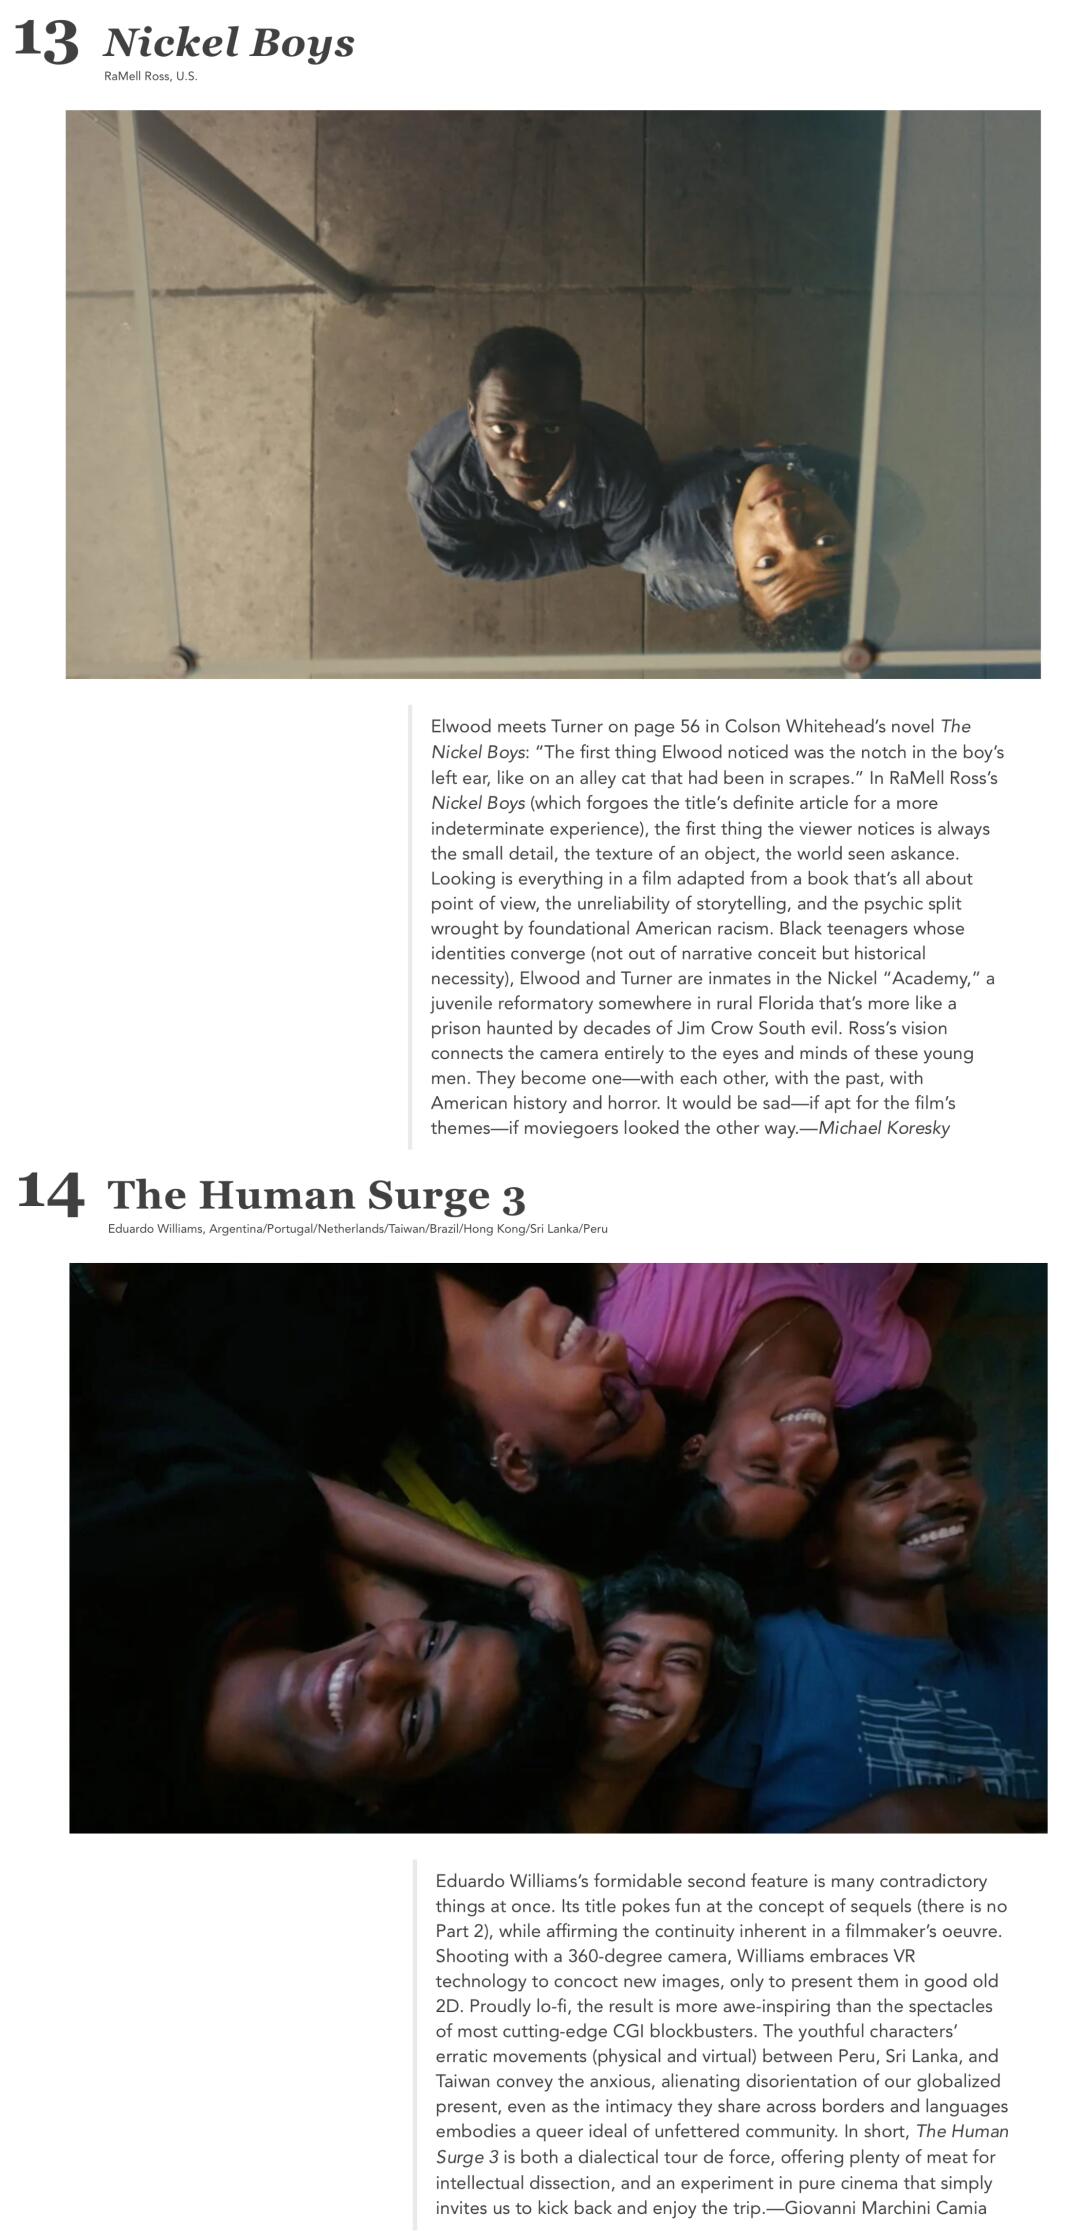 13 Nickel Boys
RaMell Ross, U.S.
Elwood meets Turner on page 56 in Colson Whitehead’s novel The
Nickel Boys: “The first thing Elwood noticed was the notch in the boy’s
left ear, like on an alley cat that had been in scrapes.” In RaMell Ross’s
Nickel Boys (which forgoes the title’s definite article for a more
indeterminate experience), the first thing the viewer notices is always
the small detail, the texture of an object, the world seen askance.
Looking is everything in a film adapted from a book that’s all about
point of view, the unreliability of storytelling, and the psychic split
wrought by foundational American racism. Black teenagers whose
identities converge (not out of narrative conceit but historical
necessity), Elwood and Turner are inmates in the Nickel “Academy,” a
juvenile reformatory somewhere in rural Florida that’s more like a
prison haunted by decades of Jim Crow South evil. Ross’s vision
connects the camera entirely to the eyes and minds of these young
men. They become one—with each other, with the past, with
American history and horror. It would be sad—if apt for the film’s
themes—if moviegoers looked the other way.—Michael Koresky
14 The Human Surge 3
Eduardo Williams, Argentina/Portugal/Netherlands/Taiwan/Brazil/Hong Kong/Sri Lanka/Peru
Eduardo Williams’s formidable second feature is many contradictory
things at once. Its title pokes fun at the concept of sequels (there is no
Part 2), while affirming the continuity inherent in a filmmaker’s oeuvre.
Shooting with a 360-degree camera, Williams embraces VR
technology to concoct new images, only to present them in good old
2D. Proudly lo-fi, the result is more awe-inspiring than the spectacles
of most cutting-edge CGI blockbusters. The youthful characters’
erratic movements (physical and virtual) between Peru, Sri Lanka, and
Taiwan convey the anxious, alienating disorientation of our globalized
present, even as the intimacy they share across borders and languages
embodies a queer ideal of unfettered community. In short, The Human
Surge 3 is both a dialectical tour de force, offering plenty of meat for
intellectual dissection, and an experiment in pure cinema that simply
invites us to kick back and enjoy the trip.—Giovanni Marchini Camia